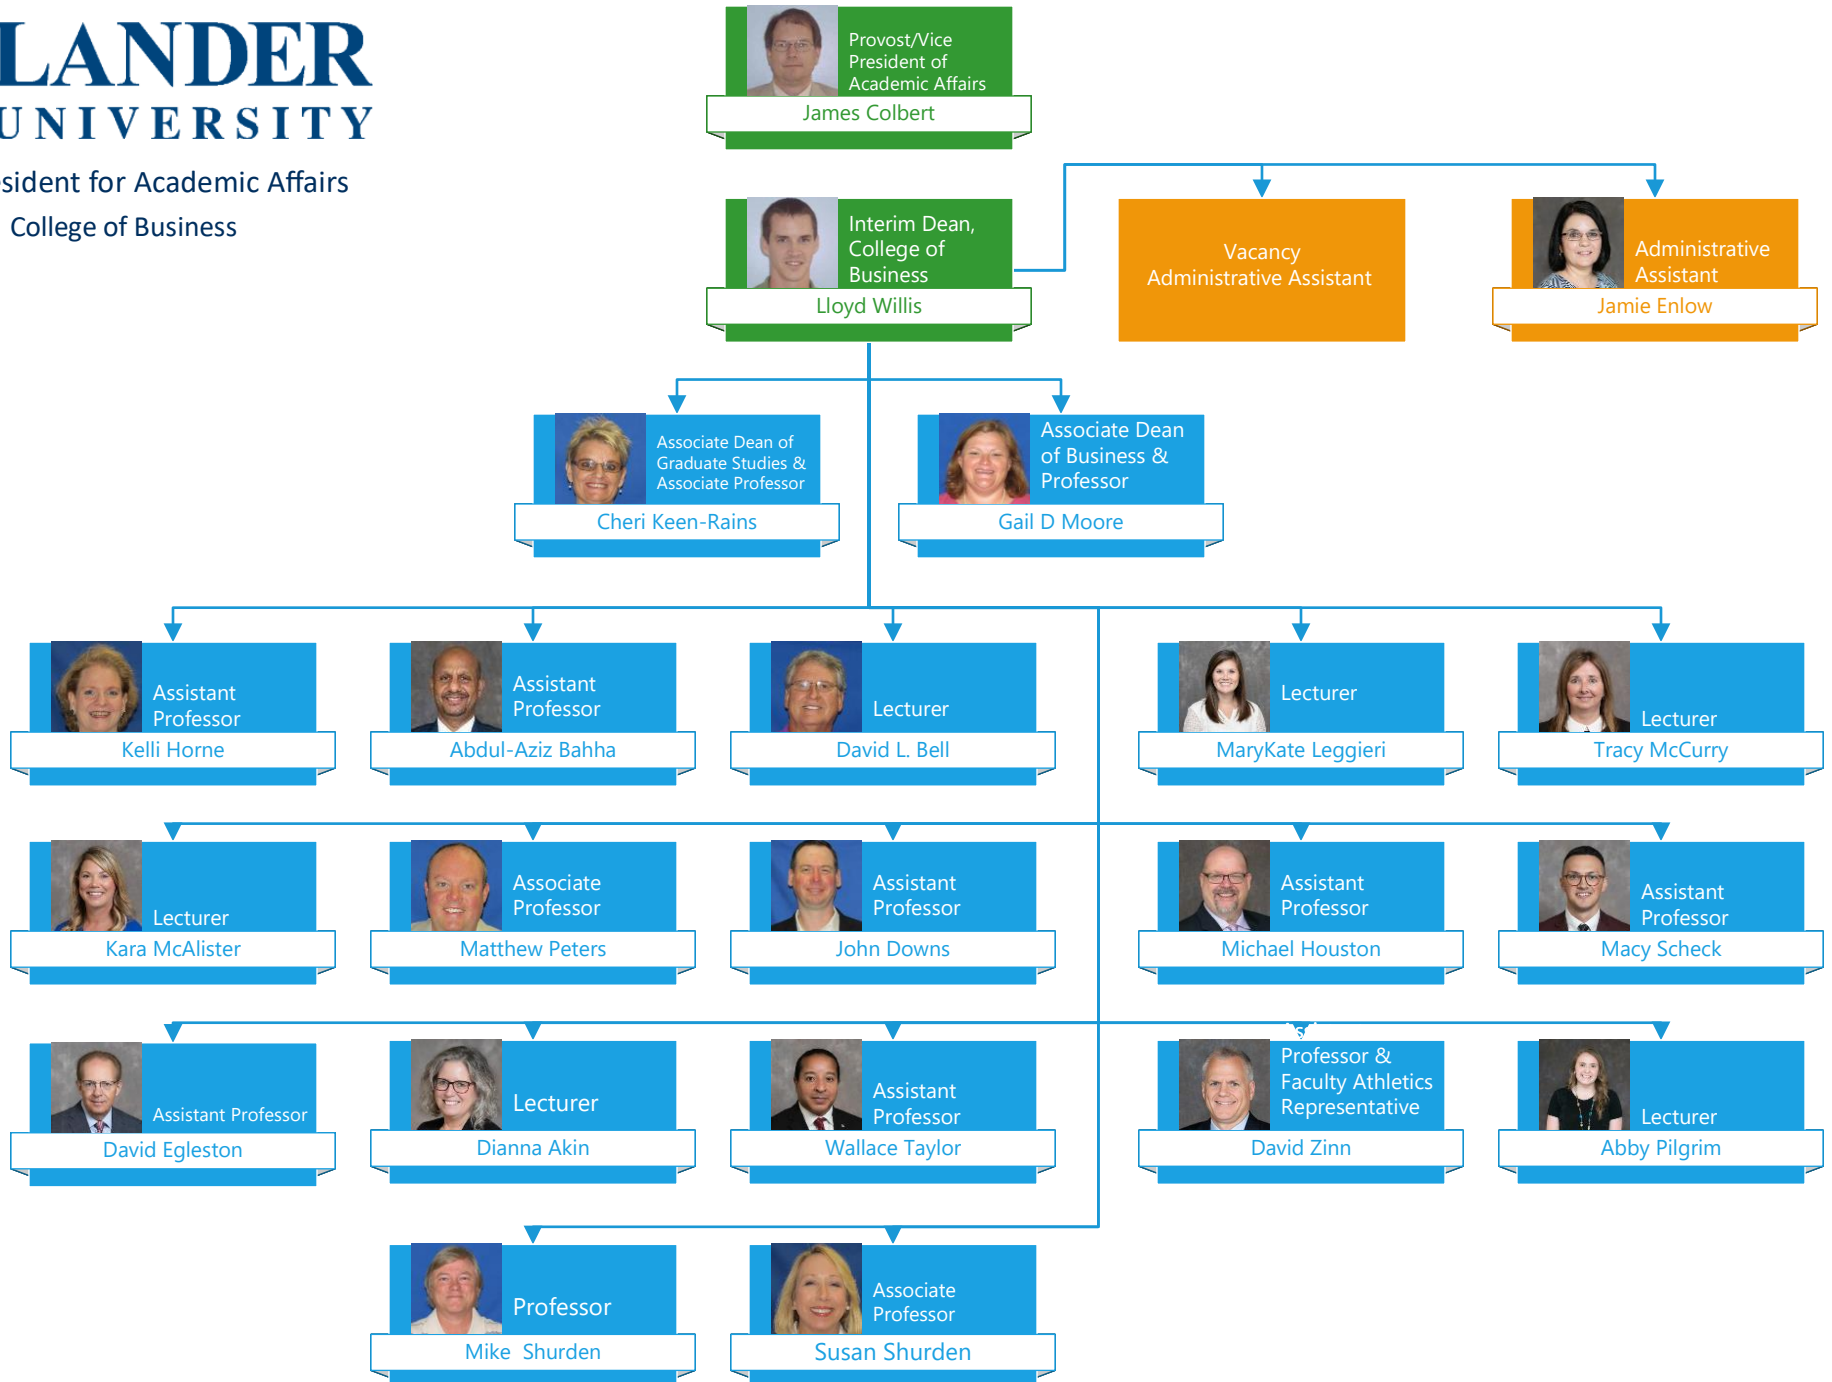 LANDER
UNIVERSITY
esident for Academic Affairs
College of Business
Provost/Vice
President of
Academic Affairs
James Colbert
Interim Dean,
College of
Business
Lloyd Willis
Vacancy
Administrative Assistant
Administrative
Assistant
Jamie Enlow
Associate Dean of
Graduate Studies &
Associate Professor
Cheri Keen-Rains
Associate Dean
of Business &
Professor
Gail D Moore
Assistant
Professor
Kelli Horne
Assistant
Professor
Abdul-Aziz Bahha
Lecturer
David L. Bell
Lecturer
MaryKate Leggieri
Lecturer
Tracy McCurry
Lecturer
Kara McAlister
Associate
Professor
Matthew Peters
Assistant
Professor
John Downs
Assistant
Professor
Michael Houston
Assistant
Professor
Macy Scheck
Assistant Professor
David Egleston
Lecturer
Dianna Akin
Assistant
Professor
Wallace Taylor
Professor &
Faculty Athletics
Representative
David Zinn
Lecturer
Abby Pilgrim
Professor
Mike  Shurden
Associate
Professor
Susan Shurden